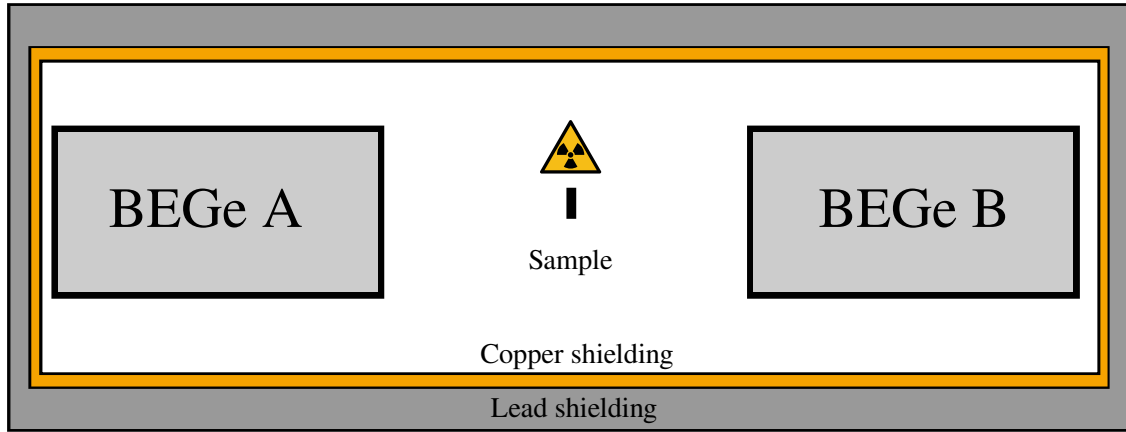 BEGe A
BEGe B
Sample
Copper shielding
Lead shielding